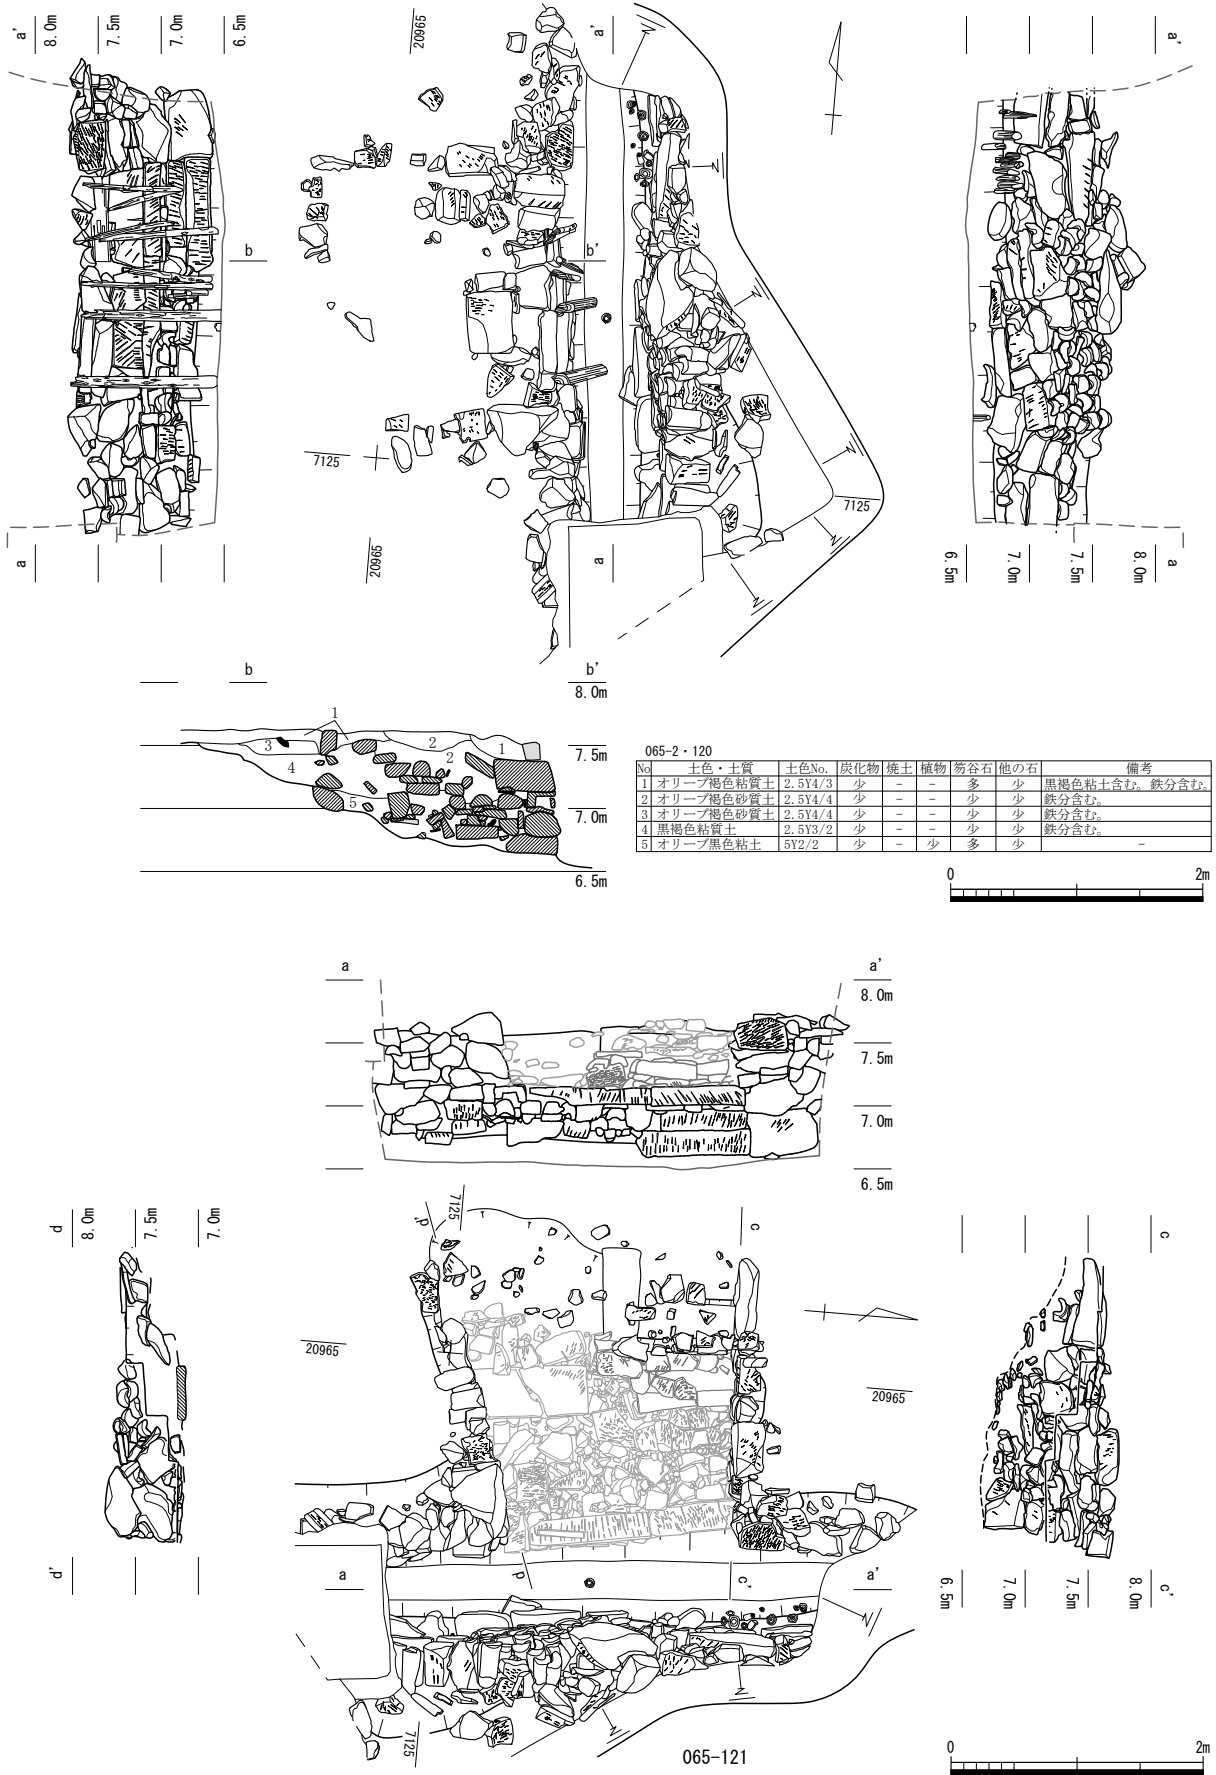 a' 8.0m 7.5m 7.0m 6.5m
20965
a'
a'
b b'
7125
7125
a
20965
a
6.5m 7.0m 7.5m 8.0m a
b b'
8.0m
1
3 2 1
7.5m
2
4
5
7.0m
6.5m
065-2・120
No 土色・土質 土色No. 炭化物 焼土 植物 笏谷石 他の石 備考
1 オリーブ褐色粘質土 2.5Y4/3 少 - - 多 少 黒褐色粘土含む。鉄分含む。
2 オリーブ褐色砂質土 2.5Y4/4 少 - - 少 少 鉄分含む。
3 オリーブ褐色砂質土 2.5Y4/4 少 - - 少 少 鉄分含む。
4 黒褐色粘質土 2.5Y3/2 少 - - 少 少 鉄分含む。
5 オリーブ黒色粘土 5Y2/2 少 - 少 多 少 -
0 2m
a a'
8.0m
7.5m
7.0m
6.5m
d 8.0m 7.5m 7.0m
d' 7125
c
c
20965
20965
d'
a d c' a'
6.5m 7.0m 7.5m 8.0m c'
7125
065-121
0 2m